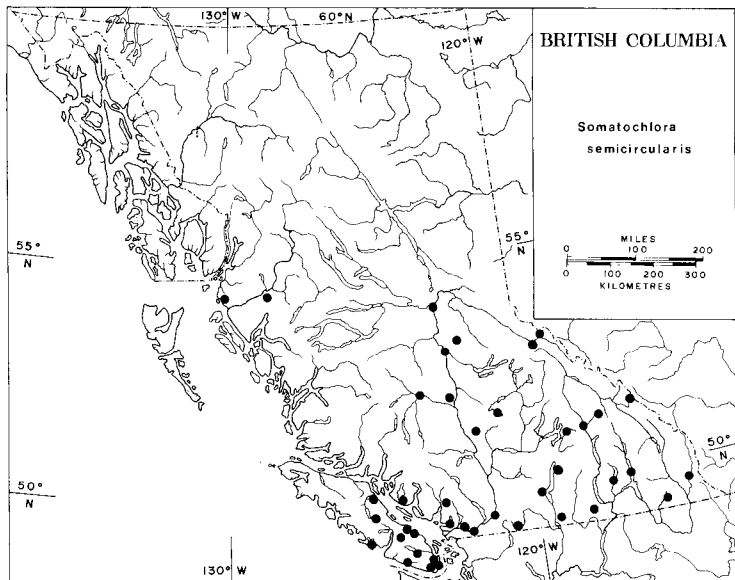 130° W
60° N
120° W
BRITISH COLUMBIA
Somatochlora
semicircularis
55°
N
55°
N
MILES
0 100 200
0 100 200 300
KILOMETRES
50°
N
50°
N
130° W
120° W